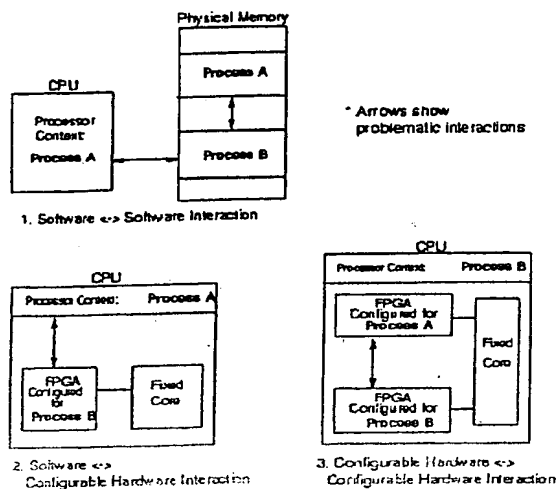 Physical Memory
Process A
Process B
CPU
Processor
Context:
Process A
* Arrows show
problematic interactions
1. Software <-> Software Interaction
CPU
Processor Context: Process A
FPGA
Configured
for
Process B
Fixed
Core
2. Software <->
Configurable Hardware Interaction
CPU
Processor Context: Process B
FPGA
Configured for
Process A
FPGA
Configured for
Process B
Fixed
Core
3. Configurable Hardware <->
Configurable Hardware Interaction